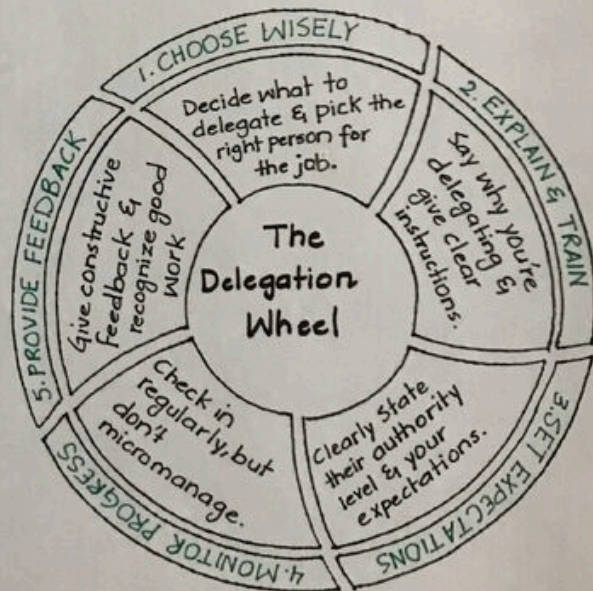 The
Delegation
Wheel
1. CHOOSE WISELY
Decide what to
delegate & pick the
right person for
the job.
2. EXPLAIN & TRAIN
Say why you're
delegating &
give clear
instructions.
3. SET EXPECTATIONS
Clearly State
their authority
level & your
expectations.
4. MONITOR PROGRESS
Check in
regularly, but
don't
micromanage.
5. PROVIDE FEEDBACK
Give constructive
feedback &
recognize good
work